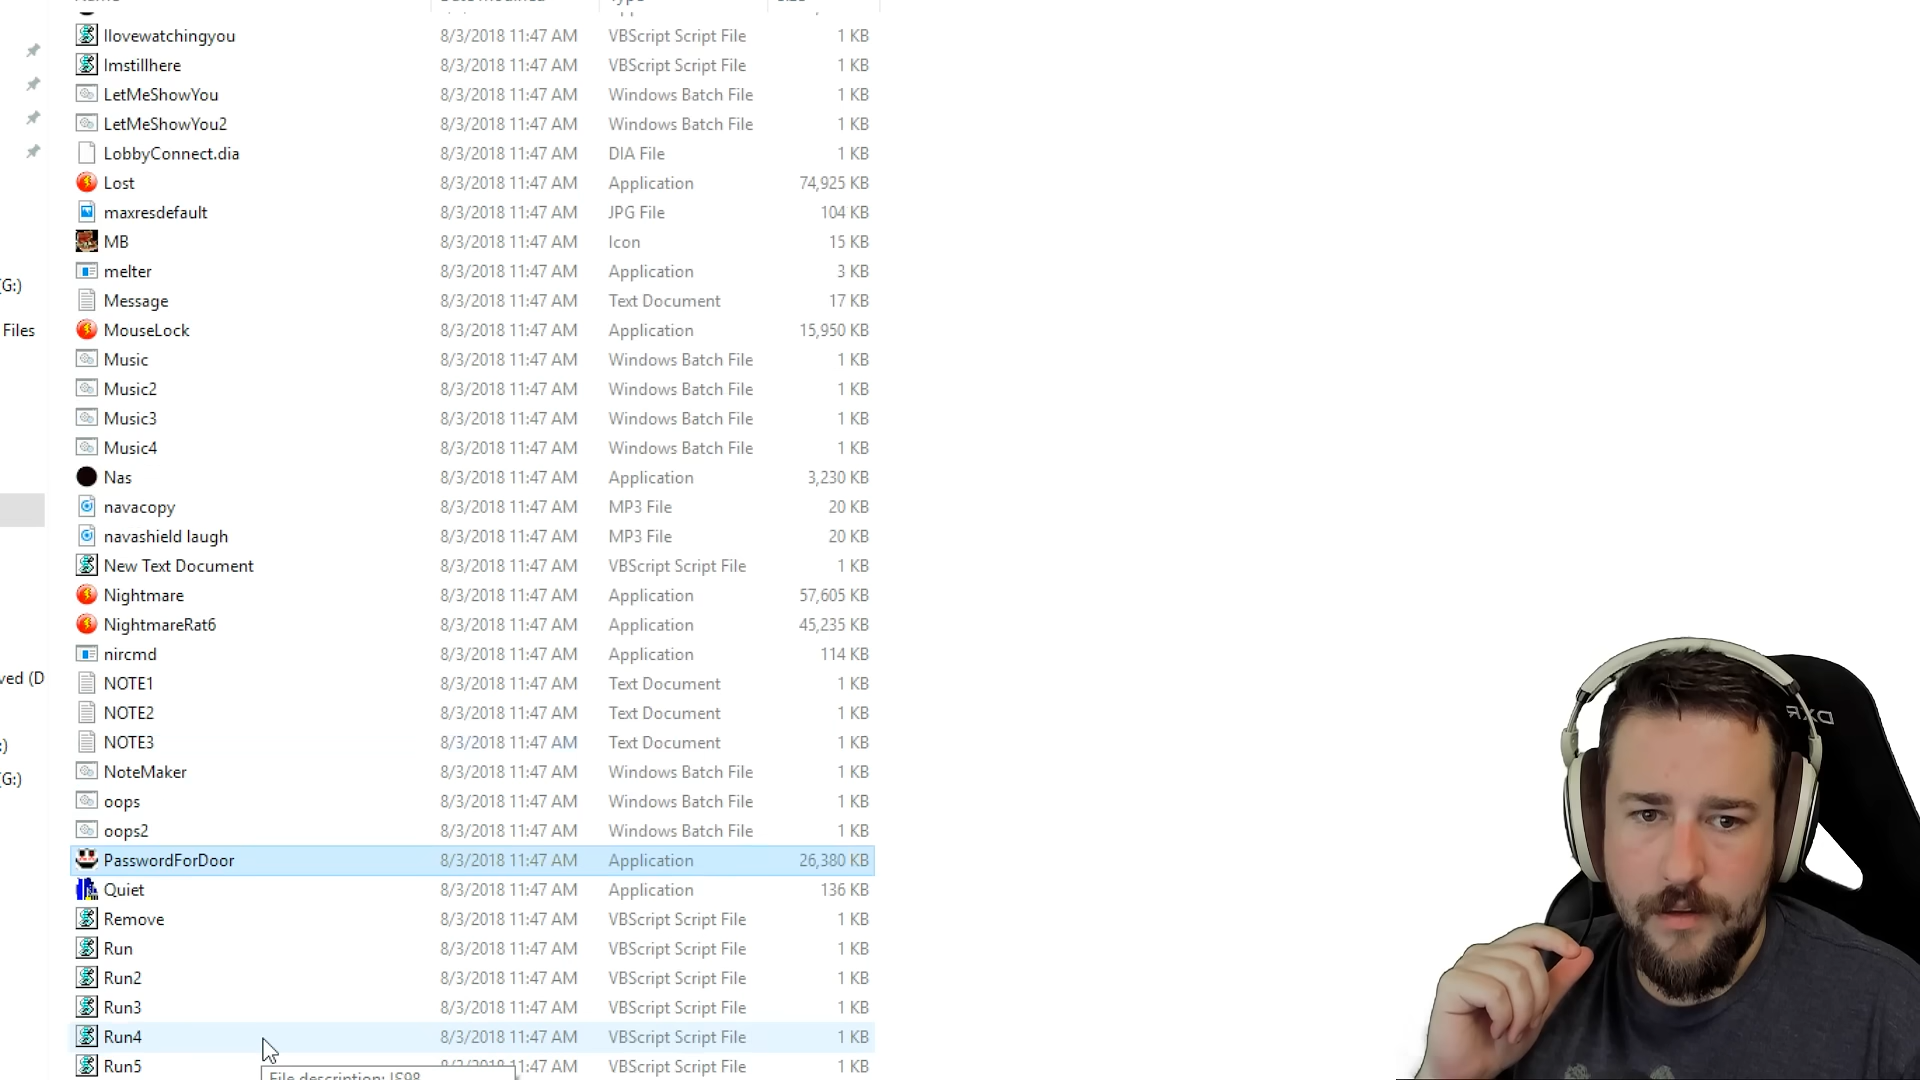 Ilovewatchingyou 8/3/2018 11:47 AM VBScript Script File 1 KB
Imstillhere 8/3/2018 11:47 AM VBScript Script File 1 KB
LetMeShowYou 8/3/2018 11:47 AM Windows Batch File 1 KB
LetMeShowYou2 8/3/2018 11:47 AM Windows Batch File 1 KB
LobbyConnect.dia 8/3/2018 11:47 AM DIA File 1 KB
Lost 8/3/2018 11:47 AM Application 74,925 KB
maxresdefault 8/3/2018 11:47 AM JPG File 104 KB
MB 8/3/2018 11:47 AM Icon 15 KB
melter 8/3/2018 11:47 AM Application 3 KB
G:)
Message 8/3/2018 11:47 AM Text Document 17 KB
Files MouseLock 8/3/2018 11:47 AM Application 15,950 KB
Music 8/3/2018 11:47 AM Windows Batch File 1 KB
Music2 8/3/2018 11:47 AM Windows Batch File 1 KB
Music3 8/3/2018 11:47 AM Windows Batch File 1 KB
Music4 8/3/2018 11:47 AM Windows Batch File 1 KB
Nas 8/3/2018 11:47 AM Application 3,230 KB
navacopy 8/3/2018 11:47 AM MP3 File 20 KB
navashield laugh 8/3/2018 11:47 AM MP3 File 20 KB
New Text Document 8/3/2018 11:47 AM VBScript Script File 1 KB
Nightmare 8/3/2018 11:47 AM Application 57,605 KB
NightmareRat6 8/3/2018 11:47 AM Application 45,235 KB
nircmd 8/3/2018 11:47 AM Application 114 KB
ved (D NOTE1 8/3/2018 11:47 AM Text Document 1 KB
NOTE2 8/3/2018 11:47 AM Text Document 1 KB
:) NOTE3 8/3/2018 11:47 AM Text Document 1 KB
(G:) NoteMaker 8/3/2018 11:47 AM Windows Batch File 1 KB
oops 8/3/2018 11:47 AM Windows Batch File 1 KB
oops2 8/3/2018 11:47 AM Windows Batch File 1 KB
PasswordForDoor 8/3/2018 11:47 AM Application 26,380 KB
Quiet 8/3/2018 11:47 AM Application 136 KB
Remove 8/3/2018 11:47 AM VBScript Script File 1 KB
Run 8/3/2018 11:47 AM VBScript Script File 1 KB
Run2 8/3/2018 11:47 AM VBScript Script File 1 KB
Run3 8/3/2018 11:47 AM VBScript Script File 1 KB
Run4 8/3/2018 11:47 AM VBScript Script File 1 KB
Run5 8/3/2018 11:47 AM VBScript Script File 1 KB
File description:
DXR